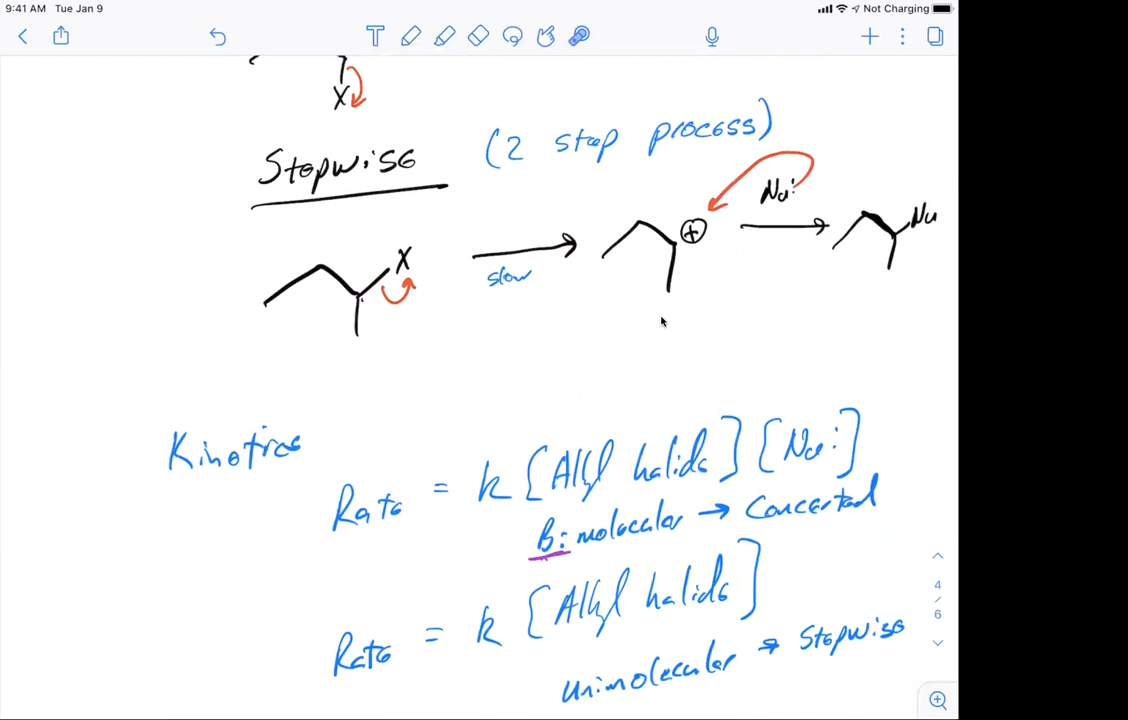 9:41 AM Tue Jan 9
Not Charging
T
X
Stepwise
(2 step process)
Nu:
X
slow
+
Nu
Kinetics
Rate = k [Alkyl halide] [Nu:]
Bimolecular → Concerted
Rate = k [Alkyl halide]
Unimolecular → Stepwise
4
/
6